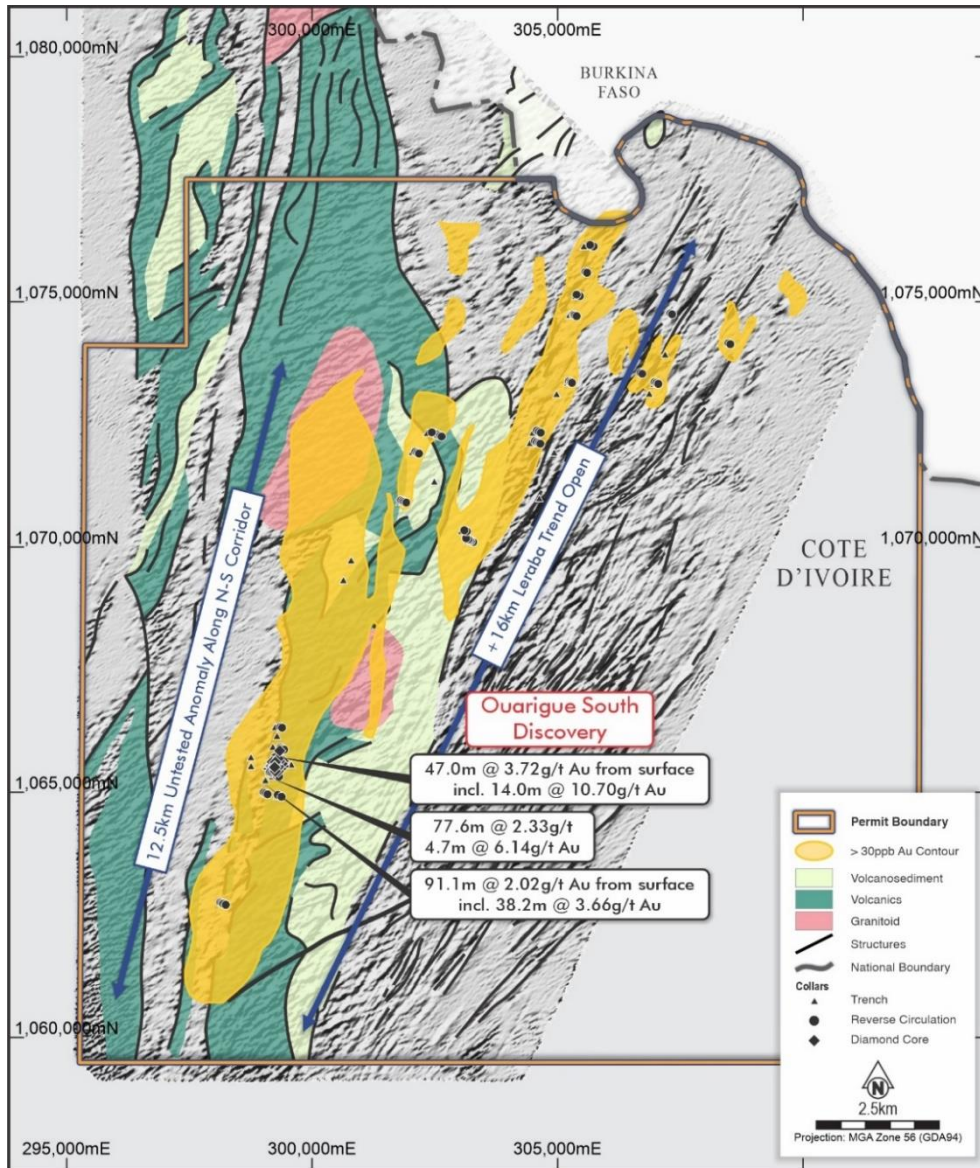 300,000mE
305,000mE
1,080,000mN
BURKINA
FASO
1,075,000mN
1,075,000mN
1,070,000mN
1,070,000mN
COTE
D'IVOIRE
12.5km Untested Anomaly Along N-S Corridor
+ 16km Leraba Trend Open
Ouarigue South
Discovery
1,065,000mN
47.0m @ 3.72g/t Au from surface
incl. 14.0m @ 10.70g/t Au
77.6m @ 2.33g/t
4.7m @ 6.14g/t Au
91.1m @ 2.02g/t Au from surface
incl. 38.2m @ 3.66g/t Au
1,060,000mN
295,000mE
300,000mE
305,000mE
Permit Boundary
> 30ppb Au Contour
Volcanosediment
Volcanics
Granitoid
Structures
National Boundary
Collars
Trench
Reverse Circulation
Diamond Core
N
2.5km
Projection: MGA Zone 56 (GDA94)